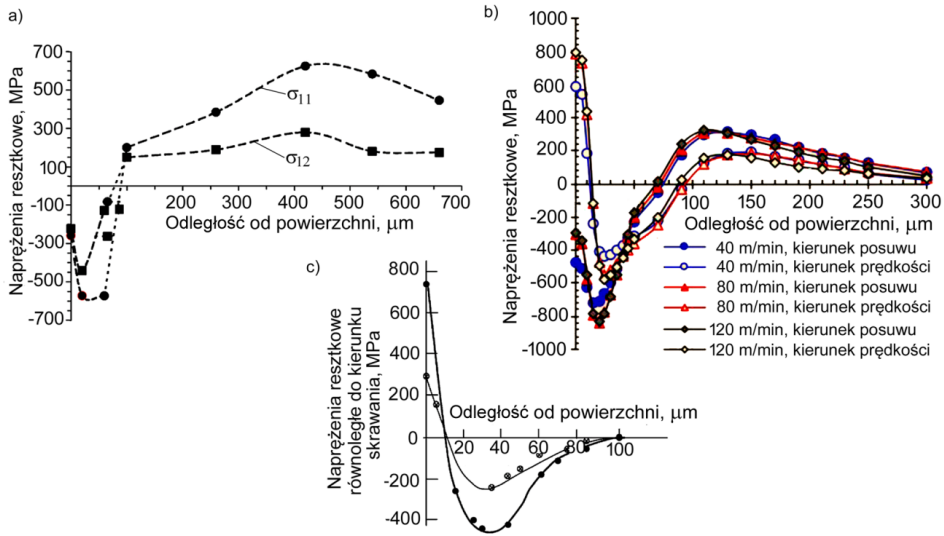 a)
Naprężenia resztkowe, MPa
700
500
300
100
-100
-300
-500
-700
σ11
σ12
0 100 200 300 400 500 600 700
Odległość od powierzchni, µm
b)
Naprężenia resztkowe, MPa
1000
800
600
400
200
0
-200
-400
-600
-800
-1000
0 50 100 150 200 250 300
Odległość od powierzchni, µm
40 m/min, kierunek posuwu
40 m/min, kierunek prędkości
80 m/min, kierunek posuwu
80 m/min, kierunek prędkości
120 m/min, kierunek posuwu
120 m/min, kierunek prędkości
c)
Naprężenia resztkowe
równoległe do kierunku
skrawania, MPa
800
600
400
200
0
-200
-400
Odległość od powierzchni, µm
20 40 60 80 100